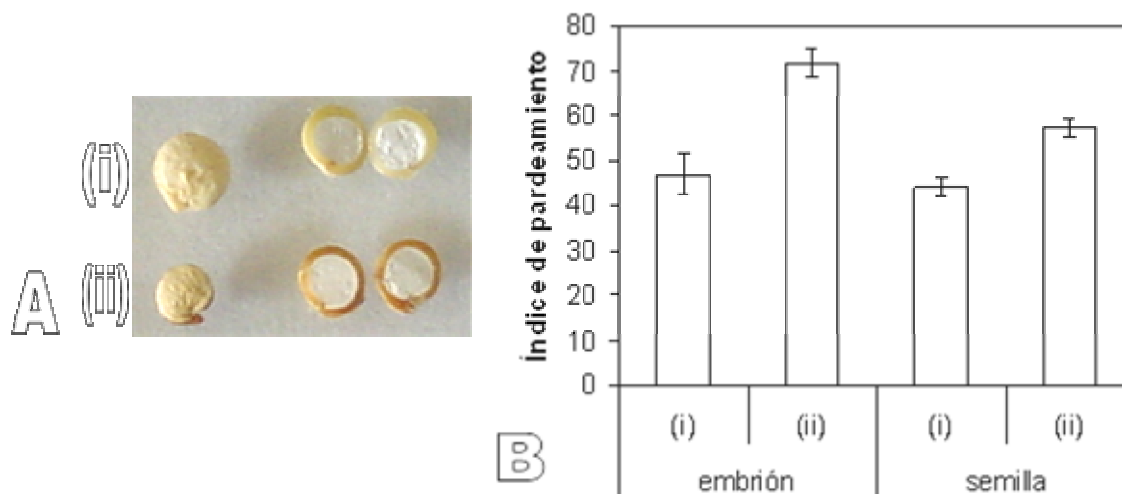 (i)
(ii)
A
Índice de pardeamiento
80
70
60
50
40
30
20
10
0
(i) (ii) (i) (ii)
embrión semilla
B